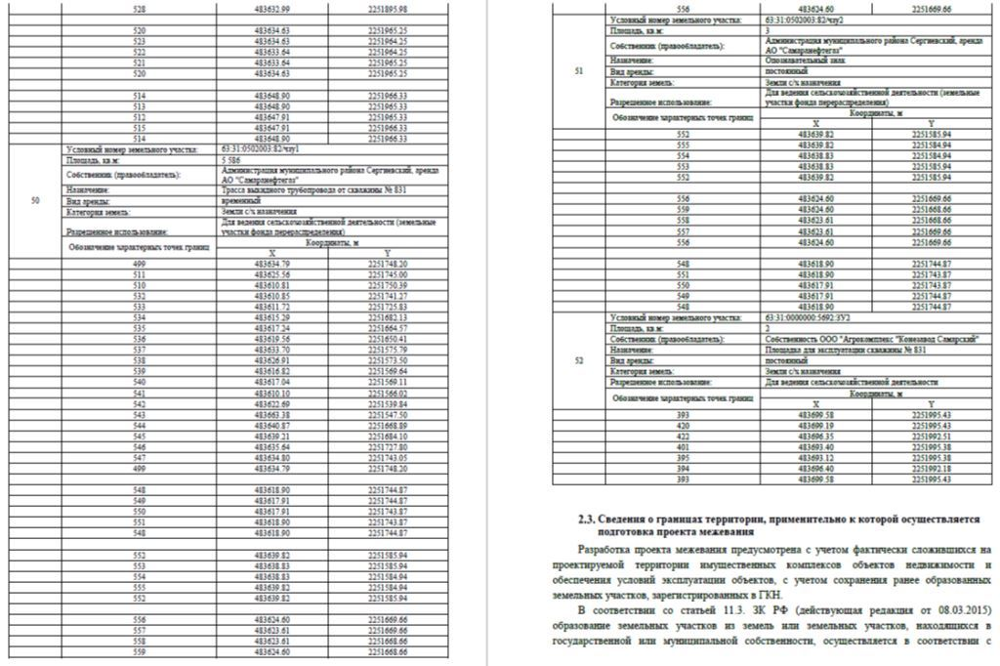 528 483632.99 2251895.98
520 483634.63 2251965.25
523 483634.63 2251964.25
522 483633.64 2251964.25
521 483633.64 2251965.25
520 483634.63 2251965.25
514 483648.90 2251966.33
513 483648.90 2251965.33
512 483647.91 2251965.33
515 483647.91 2251966.33
514 483648.90 2251966.33
50
Условный номер земельного участка: 63:31:0502003:82/чзу1
Площадь, кв м: 5 586
Собственник (правообладатель): Администрация муниципального района Сергиевский, аренда
АО "Самаранефтегаз"
Назначение: Трасса выкидного трубопровода от скважины № 831
Вид аренды: временный
Категория земель: Земли с/х назначения
Разрешенное использование: Для ведения сельскохозяйственной деятельности (земельные
участки фонда перераспределения)
Обозначение характерных точек границ Координаты, м
X Y
499 483634.79 2251748.20
511 483625.56 2251745.00
510 483610.81 2251750.39
532 483610.85 2251741.27
533 483611.72 2251725.83
534 483615.29 2251682.13
535 483617.24 2251664.57
536 483619.56 2251650.41
537 483633.70 2251575.79
538 483626.91 2251573.50
539 483616.82 2251569.64
540 483617.04 2251569.11
541 483610.10 2251566.02
542 483622.69 2251539.84
543 483663.38 2251547.50
544 483640.87 2251668.89
545 483639.21 2251684.10
546 483635.64 2251727.80
547 483634.80 2251743.05
499 483634.79 2251748.20
548 483618.90 2251744.87
549 483617.91 2251744.87
550 483617.91 2251743.87
551 483618.90 2251743.87
548 483618.90 2251744.87
552 483639.82 2251585.94
553 483638.83 2251585.94
554 483638.83 2251584.94
555 483639.82 2251584.94
552 483639.82 2251585.94
556 483624.60 2251669.66
557 483623.61 2251669.66
558 483623.61 2251668.66
559 483624.60 2251668.66
556 483624.60 2251669.66
51
Условный номер земельного участка: 63:31:0502003:82/чзу2
Площадь, кв м: 3
Собственник (правообладатель): Администрация муниципального района Сергиевский, аренда
АО "Самаранефтегаз"
Назначение: Опознавательный знак
Вид аренды: постоянный
Категория земель: Земли с/х назначения
Разрешенное использование: Для ведения сельскохозяйственной деятельности (земельные
участки фонда перераспределения)
Обозначение характерных точек границ Координаты, м
X Y
552 483639.82 2251585.94
555 483639.82 2251584.94
554 483638.83 2251584.94
553 483638.83 2251585.94
552 483639.82 2251585.94
556 483624.60 2251669.66
559 483624.60 2251668.66
558 483623.61 2251668.66
557 483623.61 2251669.66
556 483624.60 2251669.66
548 483618.90 2251744.87
551 483618.90 2251743.87
550 483617.91 2251743.87
549 483617.91 2251744.87
548 483618.90 2251744.87
52
Условный номер земельного участка: 63:31:0000000:5692:ЗУ2
Площадь, кв м: 2
Собственник (правообладатель): Собственность ООО "Агрокомплекс "Конезавод Самарский"
Назначение: Площадка для эксплуатации скважины № 831
Вид аренды: постоянный
Категория земель: Земли с/х назначения
Разрешенное использование: Для ведения сельскохозяйственной деятельности
Обозначение характерных точек границ Координаты, м
X Y
393 483699.58 2251995.43
420 483699.19 2251995.43
422 483696.35 2251992.51
401 483693.40 2251995.38
395 483693.12 2251995.38
394 483696.40 2251992.18
393 483699.58 2251995.43
2.3. Сведения о границах территории, применительно к которой осуществляется
подготовка проекта межевания
Разработка проекта межевания предусмотрена с учетом фактически сложившихся на
проектируемой территории имущественных комплексов объектов недвижимости и
обеспечения условий эксплуатации объектов, с учетом сохранения ранее образованных
земельных участков, зарегистрированных в ГКН.
В соответствии со статьей 11.3. ЗК РФ (действующая редакция от 08.03.2015)
образование земельных участков из земель или земельных участков, находящихся в
государственной или муниципальной собственности, осуществляется в соответствии с